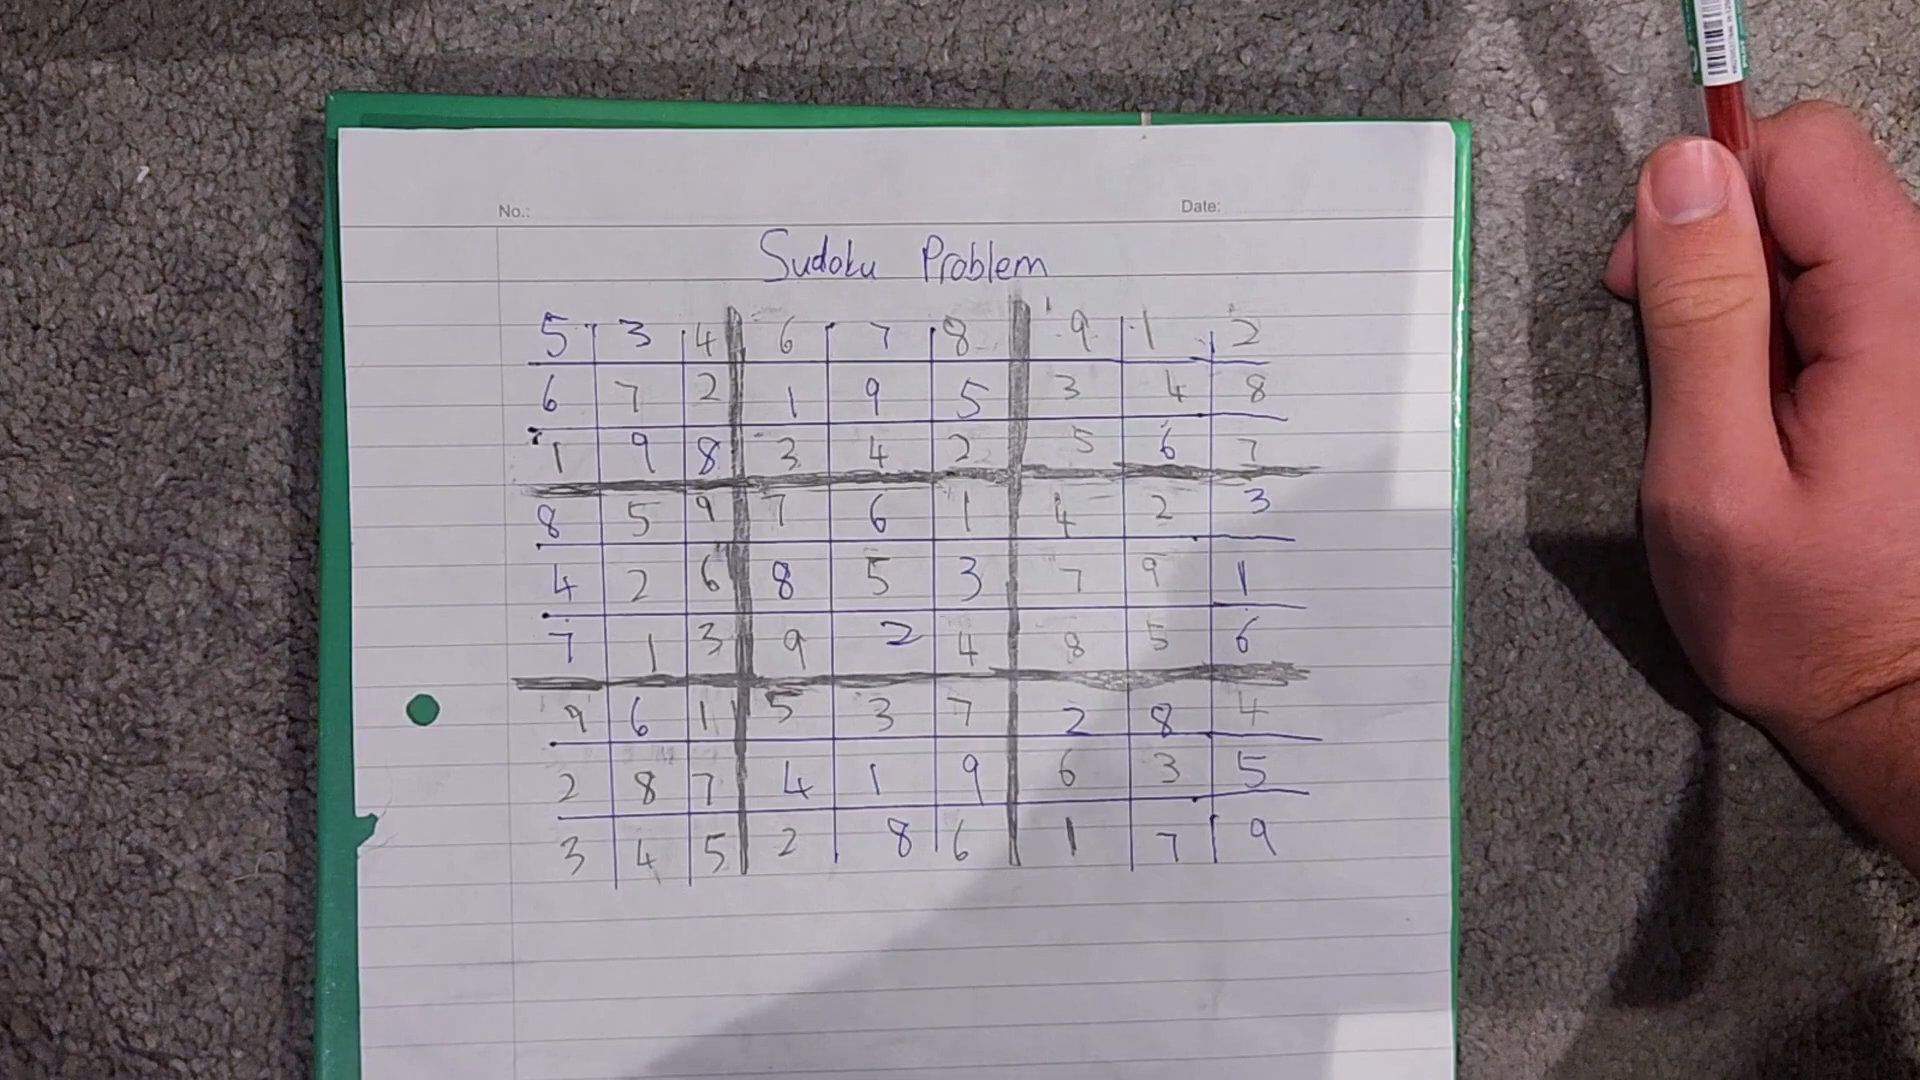 No.:
Date:
Sudoku Problem
5 3 4 6 7 8 9 1 2
6 7 2 1 9 5 3 4 8
1 9 8 3 4 2 5 6 7
8 5 9 7 6 1 4 2 3
4 2 6 8 5 3 7 9 1
7 1 3 9 2 4 8 5 6
9 6 1 5 3 7 2 8 4
2 8 7 4 1 9 6 3 5
3 4 5 2 8 6 1 7 9